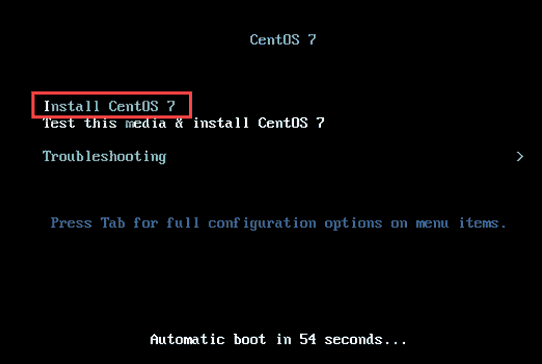 CentOS 7
Install CentOS 7
Test this media & install CentOS 7
Troubleshooting >
Press Tab for full configuration options on menu items.
Automatic boot in 54 seconds...